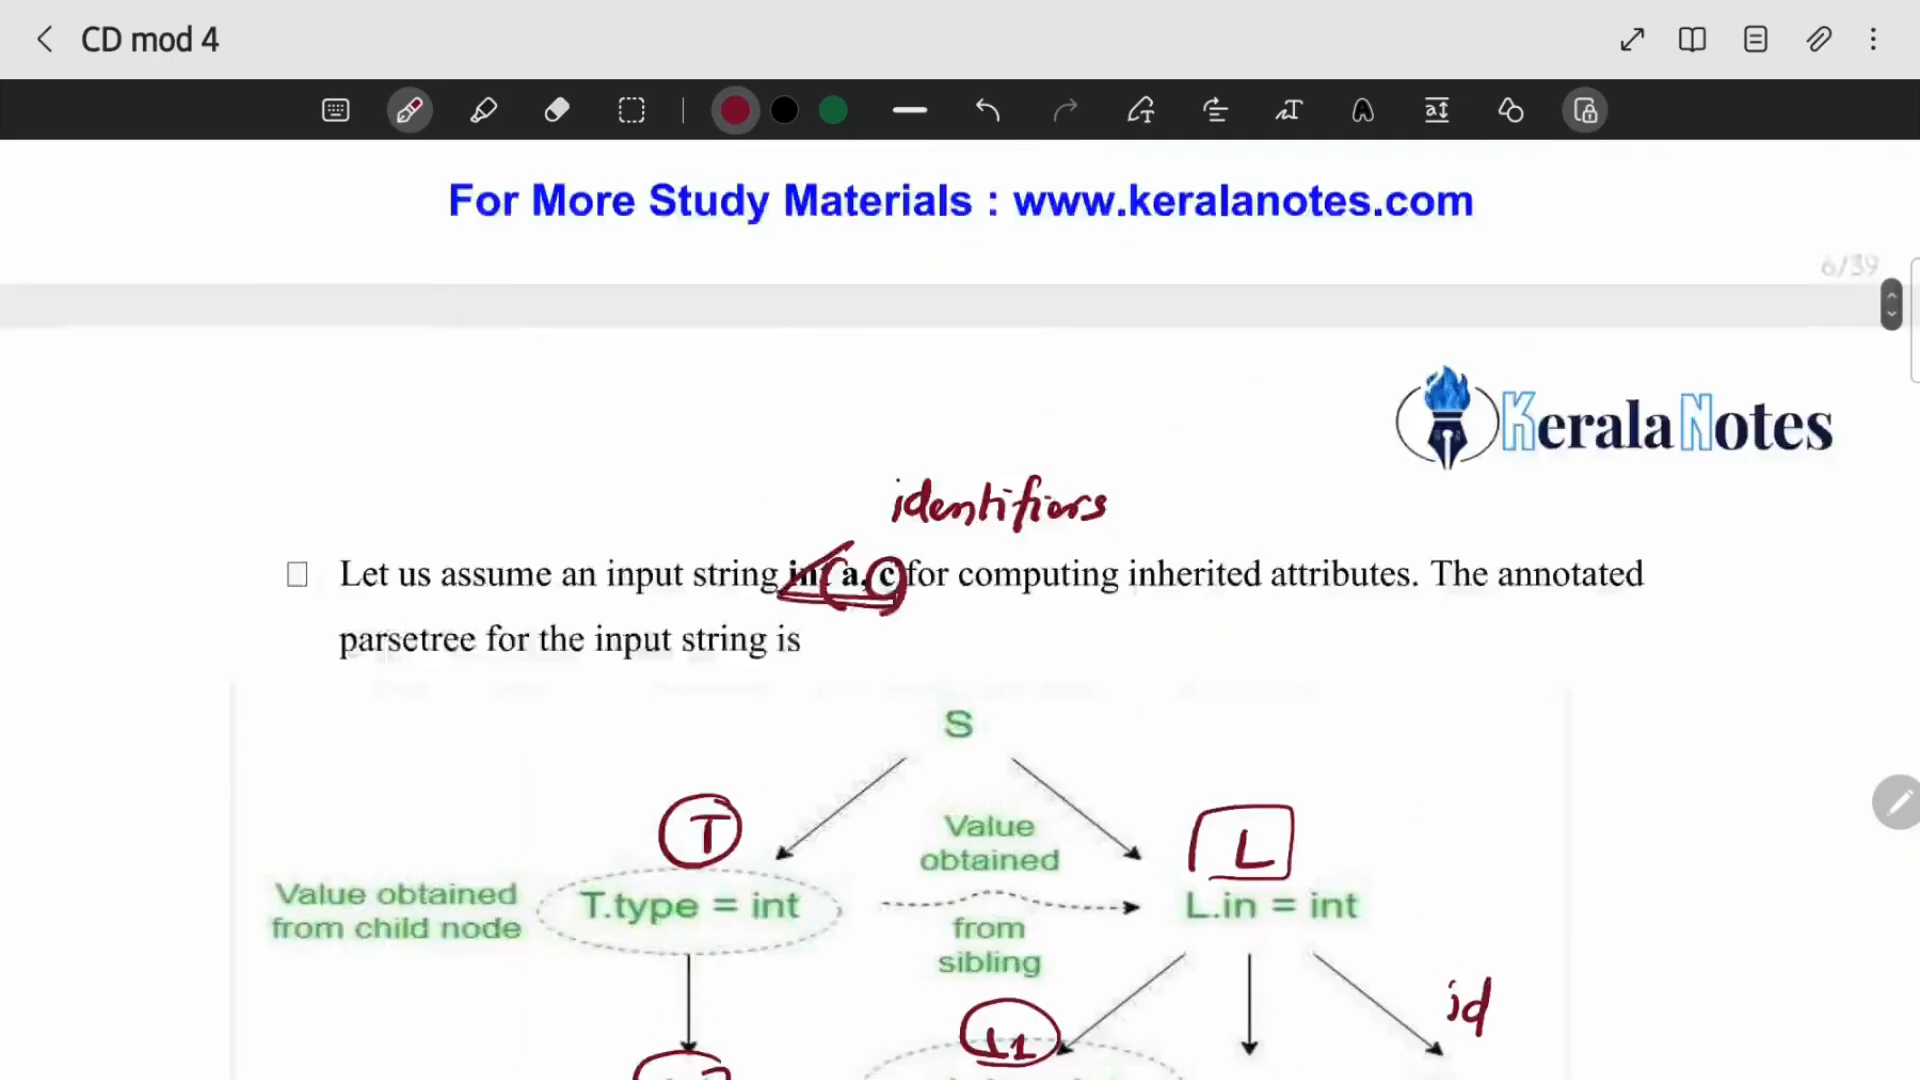 CD mod 4
For More Study Materials : www.keralanotes.com
6/39
KeralaNotes
identifiers
Let us assume an input string int a, c for computing inherited attributes. The annotated
parsetree for the input string is
S
T
Value
obtained
L
Value obtained
from child node
T.type = int
L.in = int
from
sibling
id
L1